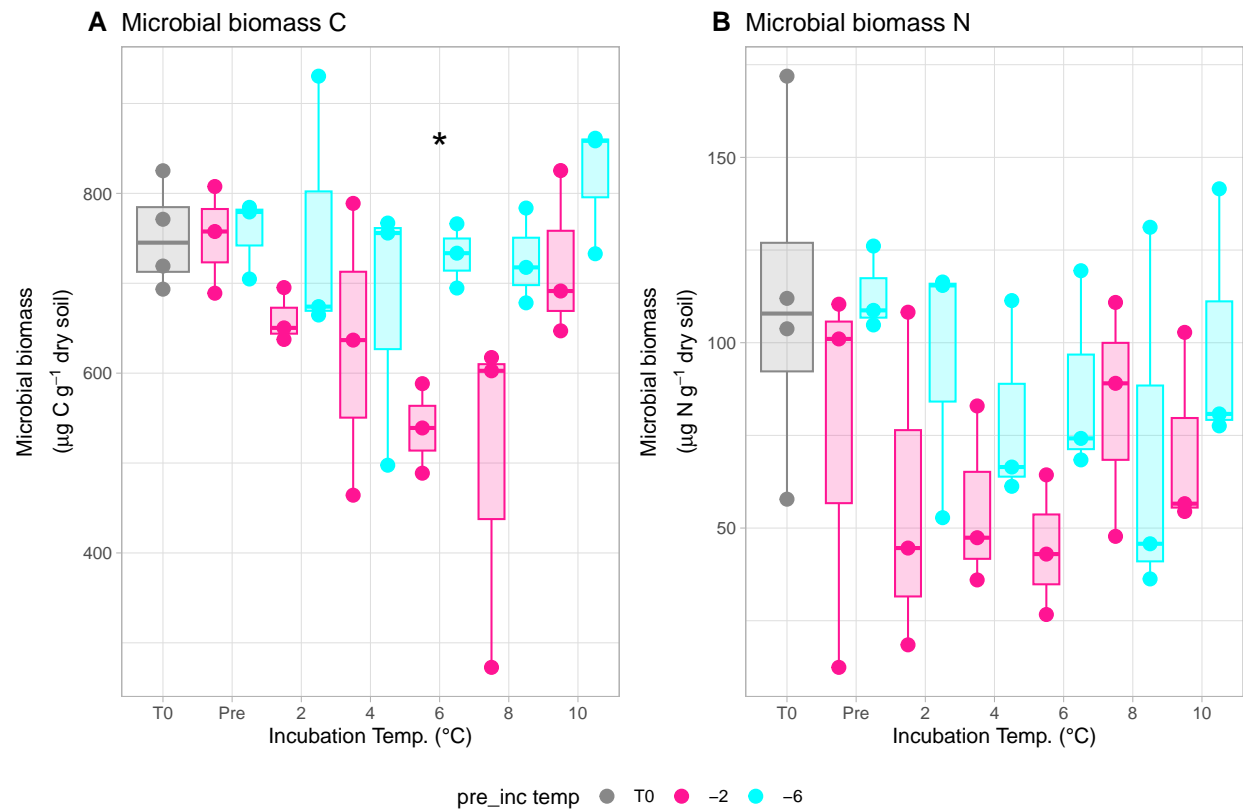 A Microbial biomass C
Microbial biomass
(µg C g⁻¹ dry soil)
800
600
400
*
T0 Pre 2 4 6 8 10
Incubation Temp. (°C)
B Microbial biomass N
Microbial biomass
(µg N g⁻¹ dry soil)
150
100
50
T0 Pre 2 4 6 8 10
Incubation Temp. (°C)
pre_inc temp T0 −2 −6